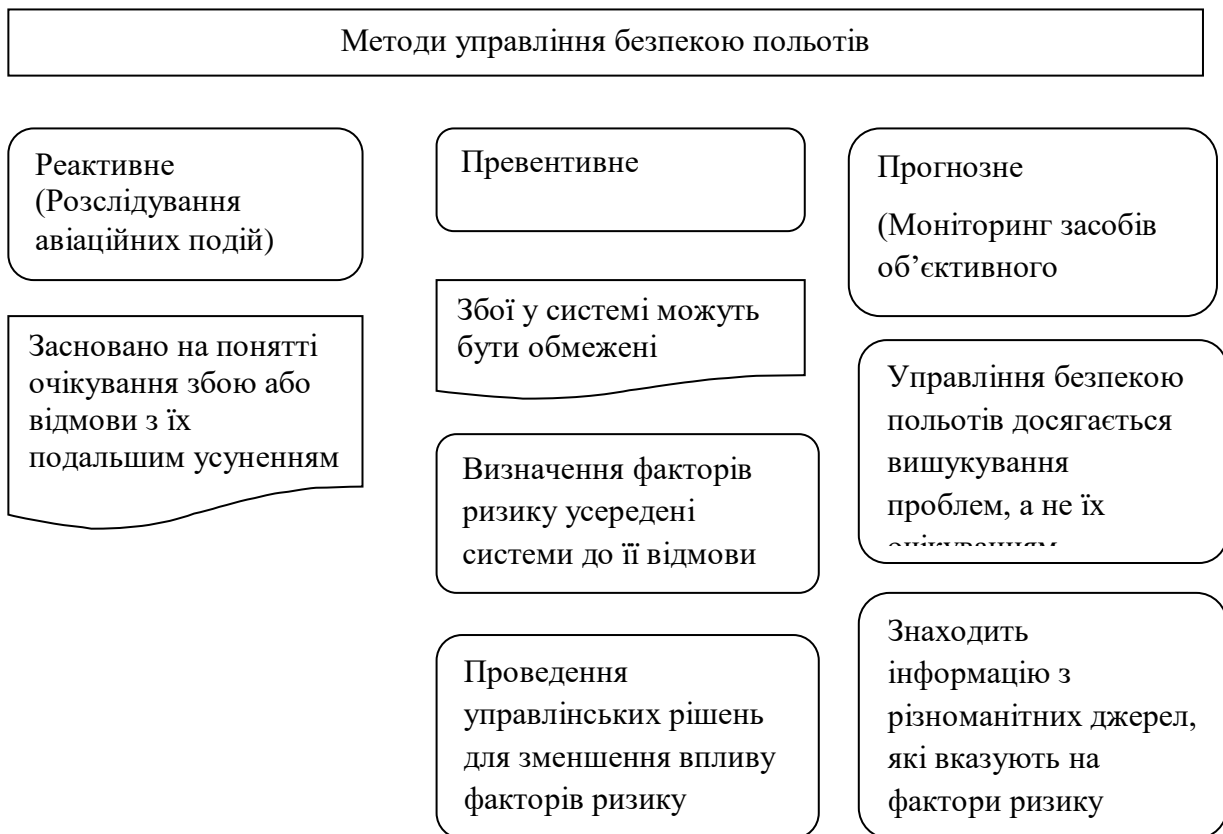 Методи управління безпекою польотів
Реактивне
(Розслідування
авіаційних подій)
Засновано на понятті
очікування збою або
відмови з їх
подальшим усуненням
Превентивне
Збої у системі можуть
бути обмежені
Визначення факторів
ризику усередені
системи до її відмови
Проведення
управлінських рішень
для зменшення впливу
факторів ризику
Прогнозне
(Моніторинг засобів
об’єктивного
Управління безпекою
польотів досягається
вишукування
проблем, а не їх
очікуванням
Знаходить
інформацію з
різноманітних джерел,
які вказують на
фактори ризику